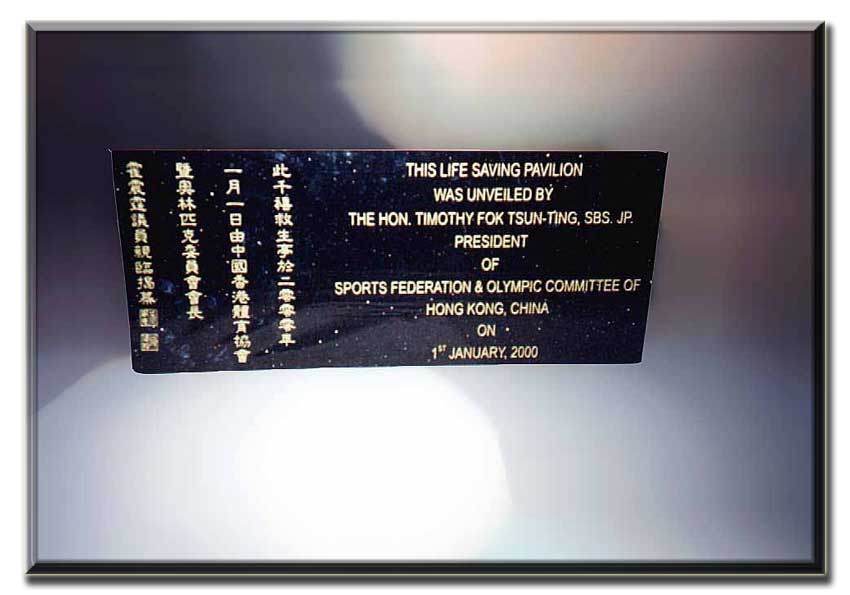 此千禧救生亭於二零零零年
一月一日由中國香港體育協會
暨奧林匹克委員會會長
霍震霆議員親臨揭幕
THIS LIFE SAVING PAVILION
WAS UNVEILED BY
THE HON. TIMOTHY FOK TSUN-TING, SBS. JP.
PRESIDENT
OF
SPORTS FEDERATION & OLYMPIC COMMITTEE OF
HONG KONG, CHINA
ON
1ST JANUARY, 2000